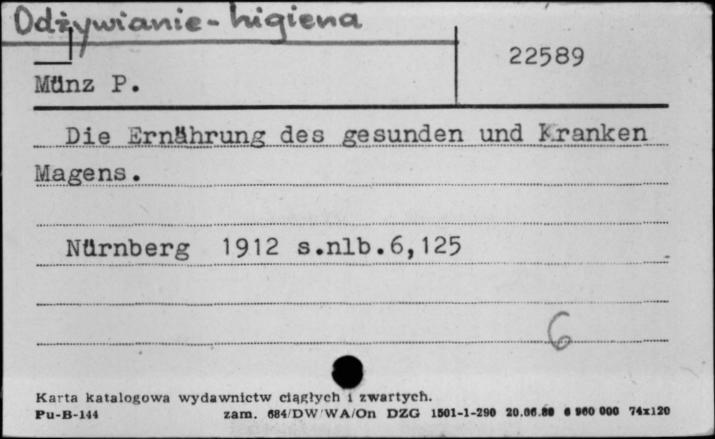 Odżywianie - higiena
22589
Münz P.
Die Ernährung des gesunden und Kranken
Magens.
Nürnberg 1912 s.nlb.6,125
6
Karta katalogowa wydawnictw ciągłych i zwartych.
Pu-B-144 zam. 684/DW/WA/On DZG 1501-1-290 20.06.80 6 960 000 74x120